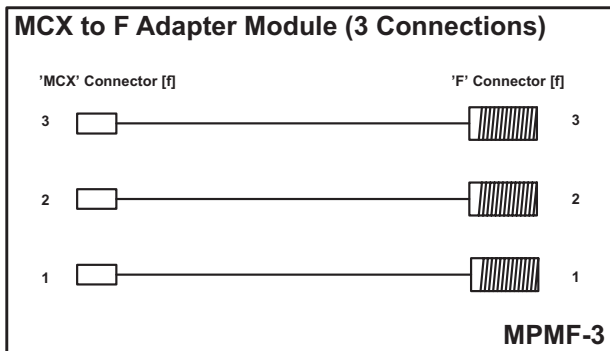 MCX to F Adapter Module (3 Connections)
'MCX' Connector [f] 'F' Connector [f]
3 3
2 2
1 1
MPMF-3